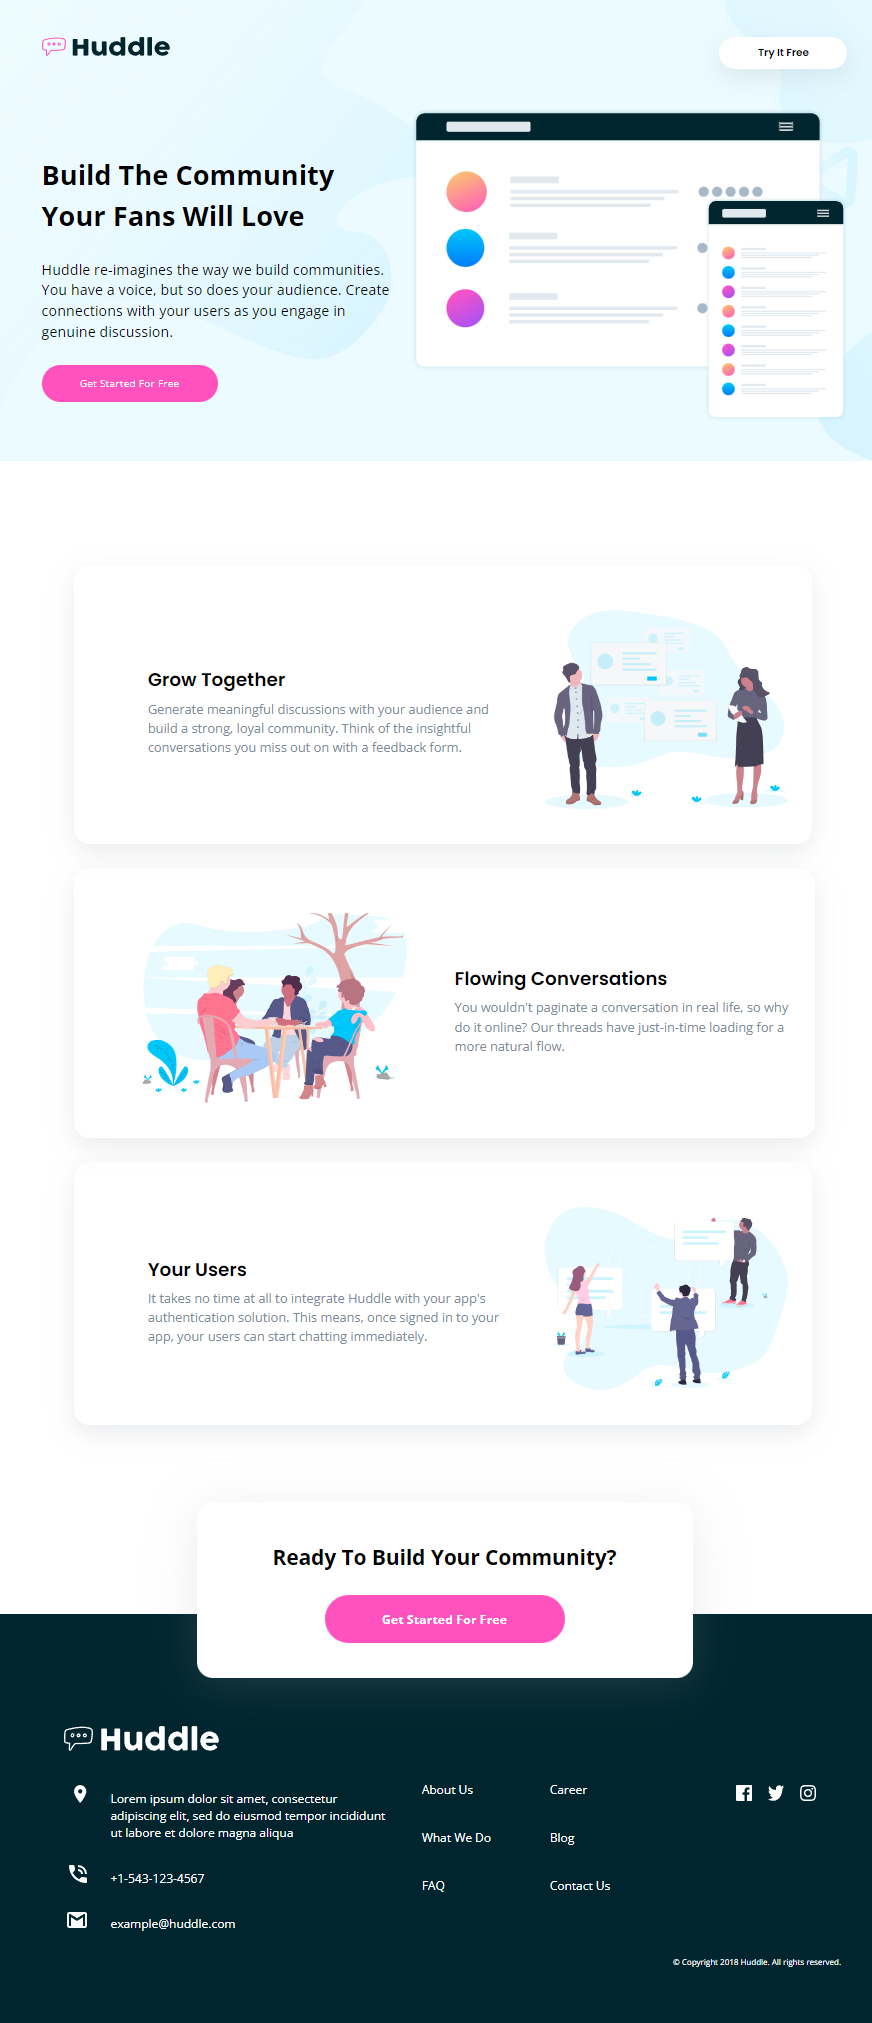 Huddle
Try It Free
Build The Community
Your Fans Will Love
Huddle re-imagines the way we build communities.
You have a voice, but so does your audience. Create
connections with your users as you engage in
genuine discussion.
Get Started For Free
Grow Together
Generate meaningful discussions with your audience and
build a strong, loyal community. Think of the insightful
conversations you miss out on with a feedback form.
Flowing Conversations
You wouldn't paginate a conversation in real life, so why
do it online? Our threads have just-in-time loading for a
more natural flow.
Your Users
It takes no time at all to integrate Huddle with your app's
authentication solution. This means, once signed in to your
app, your users can start chatting immediately.
Ready To Build Your Community?
Get Started For Free
Huddle
Lorem ipsum dolor sit amet, consectetur
adipiscing elit, sed do eiusmod tempor incididunt
ut labore et dolore magna aliqua
+1-543-123-4567
example@huddle.com
About Us
What We Do
FAQ
Career
Blog
Contact Us
© Copyright 2018 Huddle. All rights reserved.